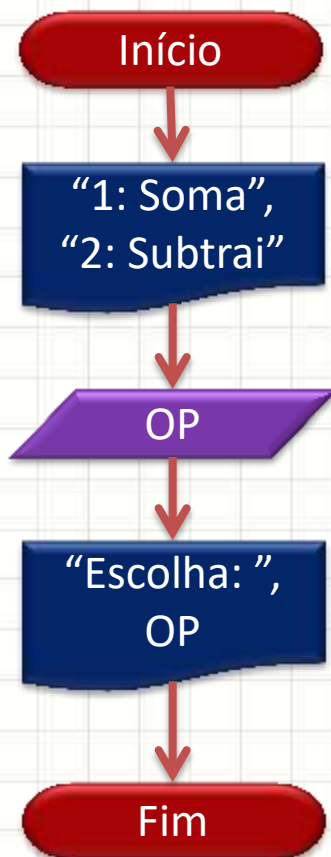 Início
“1: Soma”,
“2: Subtrai”
OP
“Escolha: ”,
OP
Fim